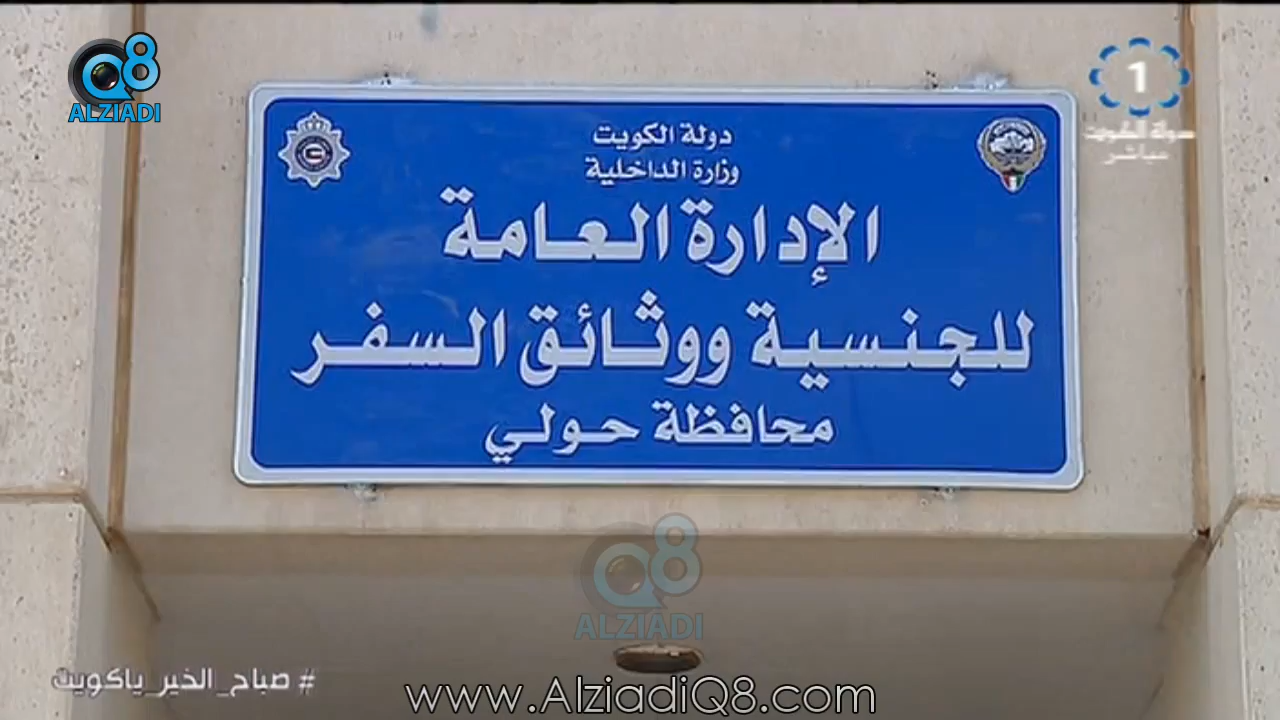 Q8
ALZIADI
1
دولة الكويت
مباشر
دولة الكويت
وزارة الداخلية
الإدارة العامة
للجنسية ووثائق السفر
محافظة حولي
Q8
ALZIADI
#صباح_الخير_ياكويت
www.AlziadiQ8.com